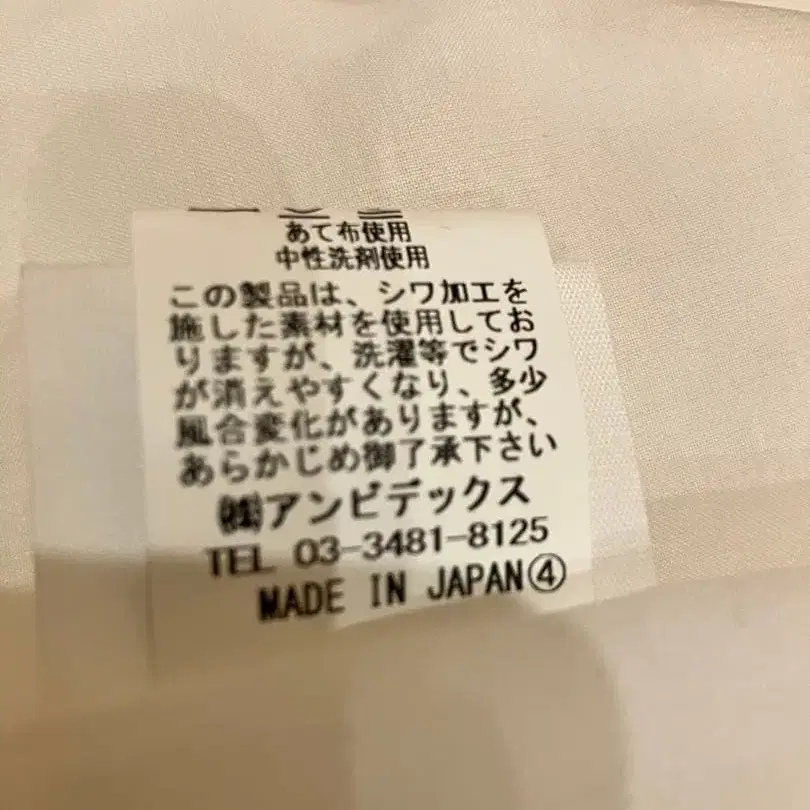 あて布使用
中性洗剤使用
この製品は、シワ加工を
施した素材を使用してお
りますが、洗濯等でシワ
が消えやすくなり、多少
風合変化がありますが、
あらかじめ御了承下さい
㈱アンビデックス
TEL 03-3481-8125
MADE IN JAPAN④